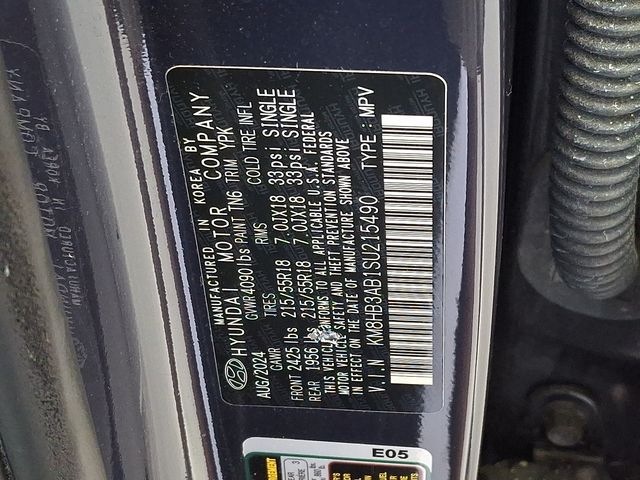 MANUFACTURED IN KOREA BY
HYUNDAI MOTOR COMPANY
AUG/2024 GVWR 4090 lbs PAINT TN6 TRIM YPK
GAWR TIRES RIMS COLD TIRE INFL
FRONT 2425 lbs 215/55R18 7.0JX18 33psi SINGLE
REAR 1956 lbs 215/55R18 7.0JX18 33psi SINGLE
THIS VEHICLE CONFORMS TO ALL APPLICABLE U.S.A. FEDERAL
MOTOR VEHICLE SAFETY AND THEFT PREVENTION STANDARDS
IN EFFECT ON THE DATE OF MANUFACTURE SHOWN ABOVE
V.I.N KM8HB3AB1SU215490 TYPE : MPV
E05